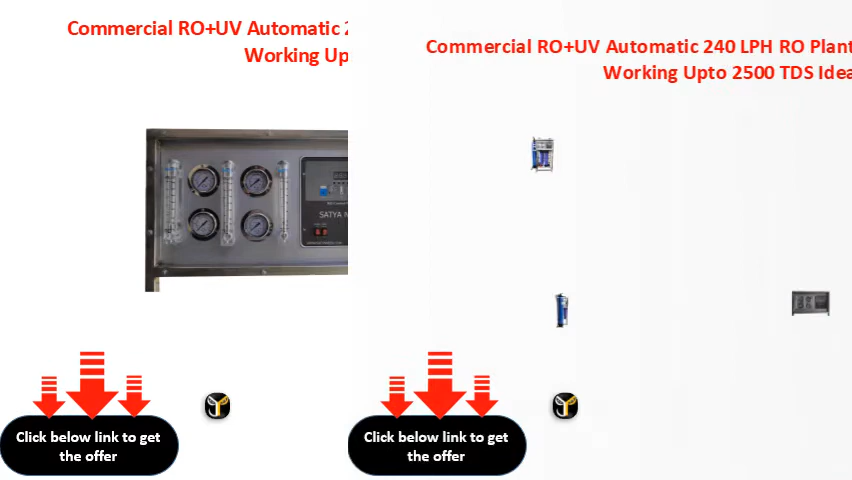 Commercial RO+UV Automatic 2
Working Up
SATYA
Click below link to get
the offer
Commercial RO+UV Automatic 240 LPH RO Plant
Working Upto 2500 TDS Idea
Click below link to get
the offer